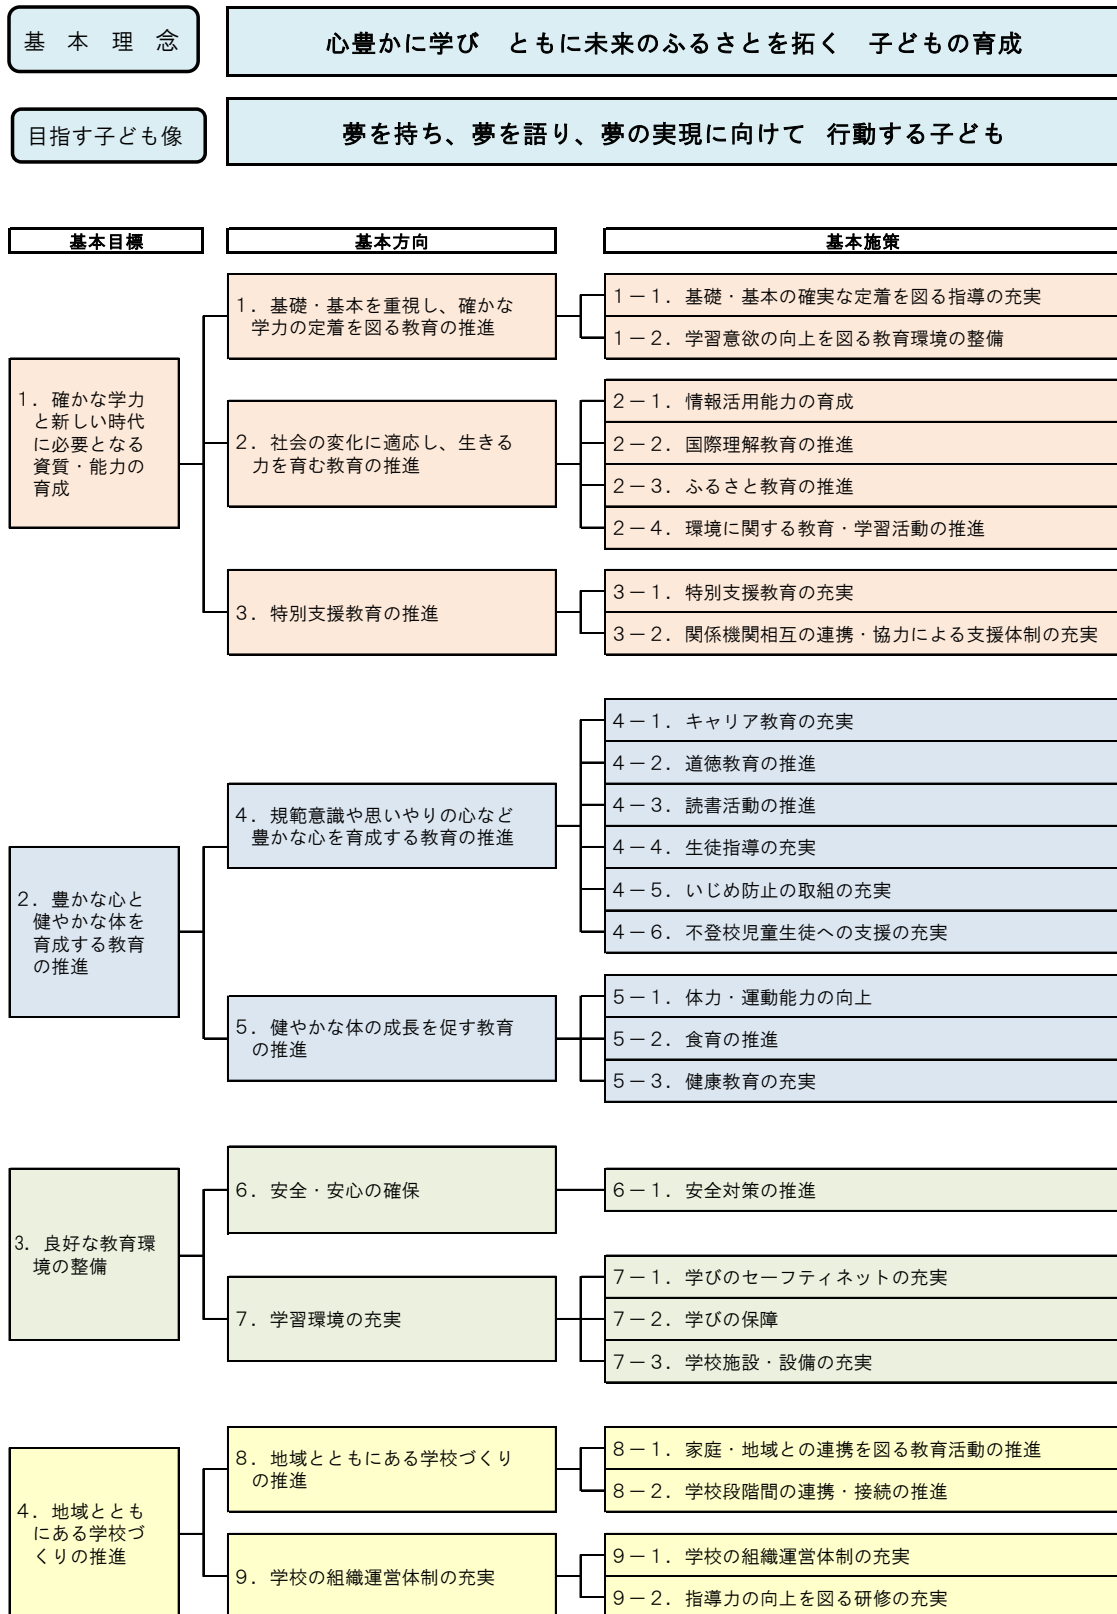 基 本 理 念
心豊かに学び ともに未来のふるさとを拓く 子どもの育成
目指す子ども像
夢を持ち、夢を語り、夢の実現に向けて 行動する子ども
基本目標
基本方向
基本施策
1. 確かな学力
と新しい時代
に必要となる
資質・能力の
育成
1. 基礎・基本を重視し、確かな
学力の定着を図る教育の推進
1－1. 基礎・基本の確実な定着を図る指導の充実
1－2. 学習意欲の向上を図る教育環境の整備
2. 社会の変化に適応し、生きる
力を育む教育の推進
2－1. 情報活用能力の育成
2－2. 国際理解教育の推進
2－3. ふるさと教育の推進
2－4. 環境に関する教育・学習活動の推進
3. 特別支援教育の推進
3－1. 特別支援教育の充実
3－2. 関係機関相互の連携・協力による支援体制の充実
2. 豊かな心と
健やかな体を
育成する教育
の推進
4. 規範意識や思いやりの心など
豊かな心を育成する教育の推進
4－1. キャリア教育の充実
4－2. 道徳教育の推進
4－3. 読書活動の推進
4－4. 生徒指導の充実
4－5. いじめ防止の取組の充実
4－6. 不登校児童生徒への支援の充実
5. 健やかな体の成長を促す教育
の推進
5－1. 体力・運動能力の向上
5－2. 食育の推進
5－3. 健康教育の充実
3. 良好な教育環
境の整備
6. 安全・安心の確保
6－1. 安全対策の推進
7. 学習環境の充実
7－1. 学びのセーフティネットの充実
7－2. 学びの保障
7－3. 学校施設・設備の充実
4. 地域ととも
にある学校づ
くりの推進
8. 地域とともにある学校づくり
の推進
8－1. 家庭・地域との連携を図る教育活動の推進
8－2. 学校段階間の連携・接続の推進
9. 学校の組織運営体制の充実
9－1. 学校の組織運営体制の充実
9－2. 指導力の向上を図る研修の充実